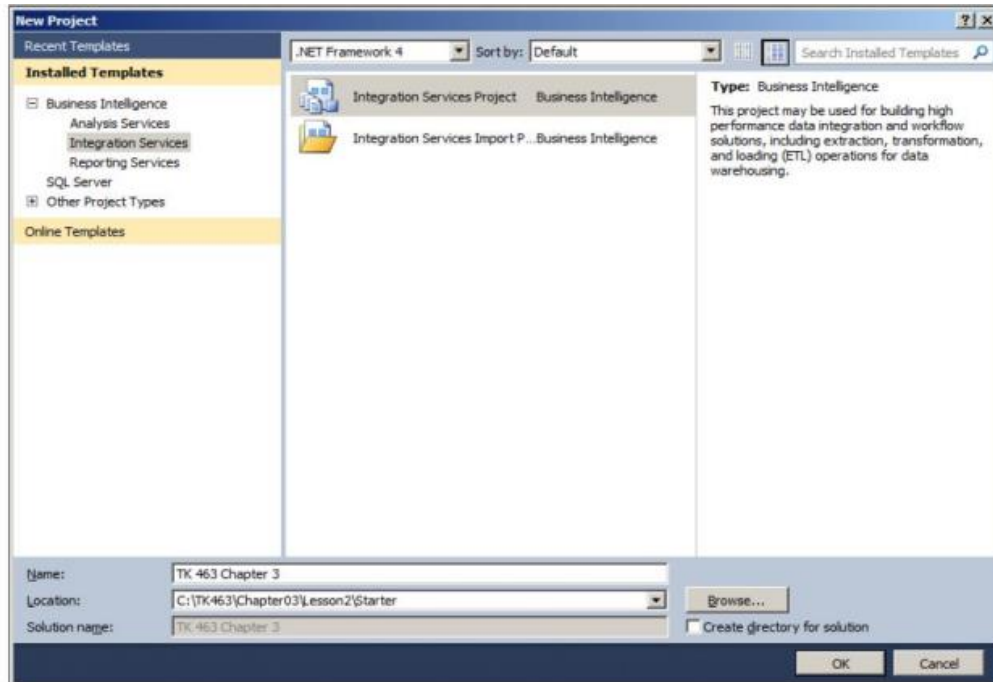 New Project
Recent Templates
Installed Templates
Business Intelligence
Analysis Services
Integration Services
Reporting Services
SQL Server
Other Project Types
Online Templates
.NET Framework 4
Sort by: Default
Search Installed Templates
Integration Services Project Business Intelligence
Integration Services Import P...Business Intelligence
Type: Business Intelligence
This project may be used for building high
performance data integration and workflow
solutions, including extraction, transformation,
and loading (ETL) operations for data
warehousing.
Name: TK 463 Chapter 3
Location: C:\TK463\Chapter03\Lesson2\Starter
Browse...
Solution name: TK 463 Chapter 3
Create directory for solution
OK Cancel